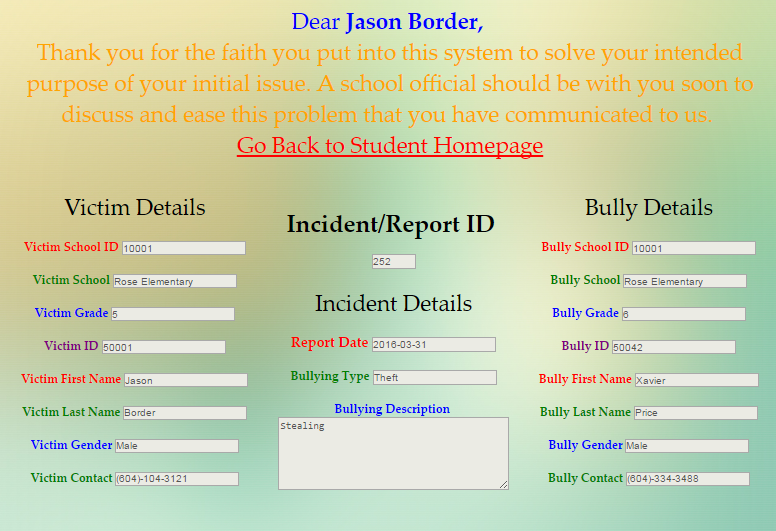 Dear Jason Border,
Thank you for the faith you put into this system to solve your intended
purpose of your initial issue. A school official should be with you soon to
discuss and ease this problem that you have communicated to us.
Go Back to Student Homepage
Victim Details
Victim School ID 10001
Victim School Rose Elementary
Victim Grade 5
Victim ID 50001
Victim First Name Jason
Victim Last Name Border
Victim Gender Male
Victim Contact (604)-104-3121
Incident/Report ID
252
Incident Details
Report Date 2016-03-31
Bullying Type Theft
Bullying Description
Stealing
Bully Details
Bully School ID 10001
Bully School Rose Elementary
Bully Grade 6
Bully ID 50042
Bully First Name Xavier
Bully Last Name Price
Bully Gender Male
Bully Contact (604)-334-3488